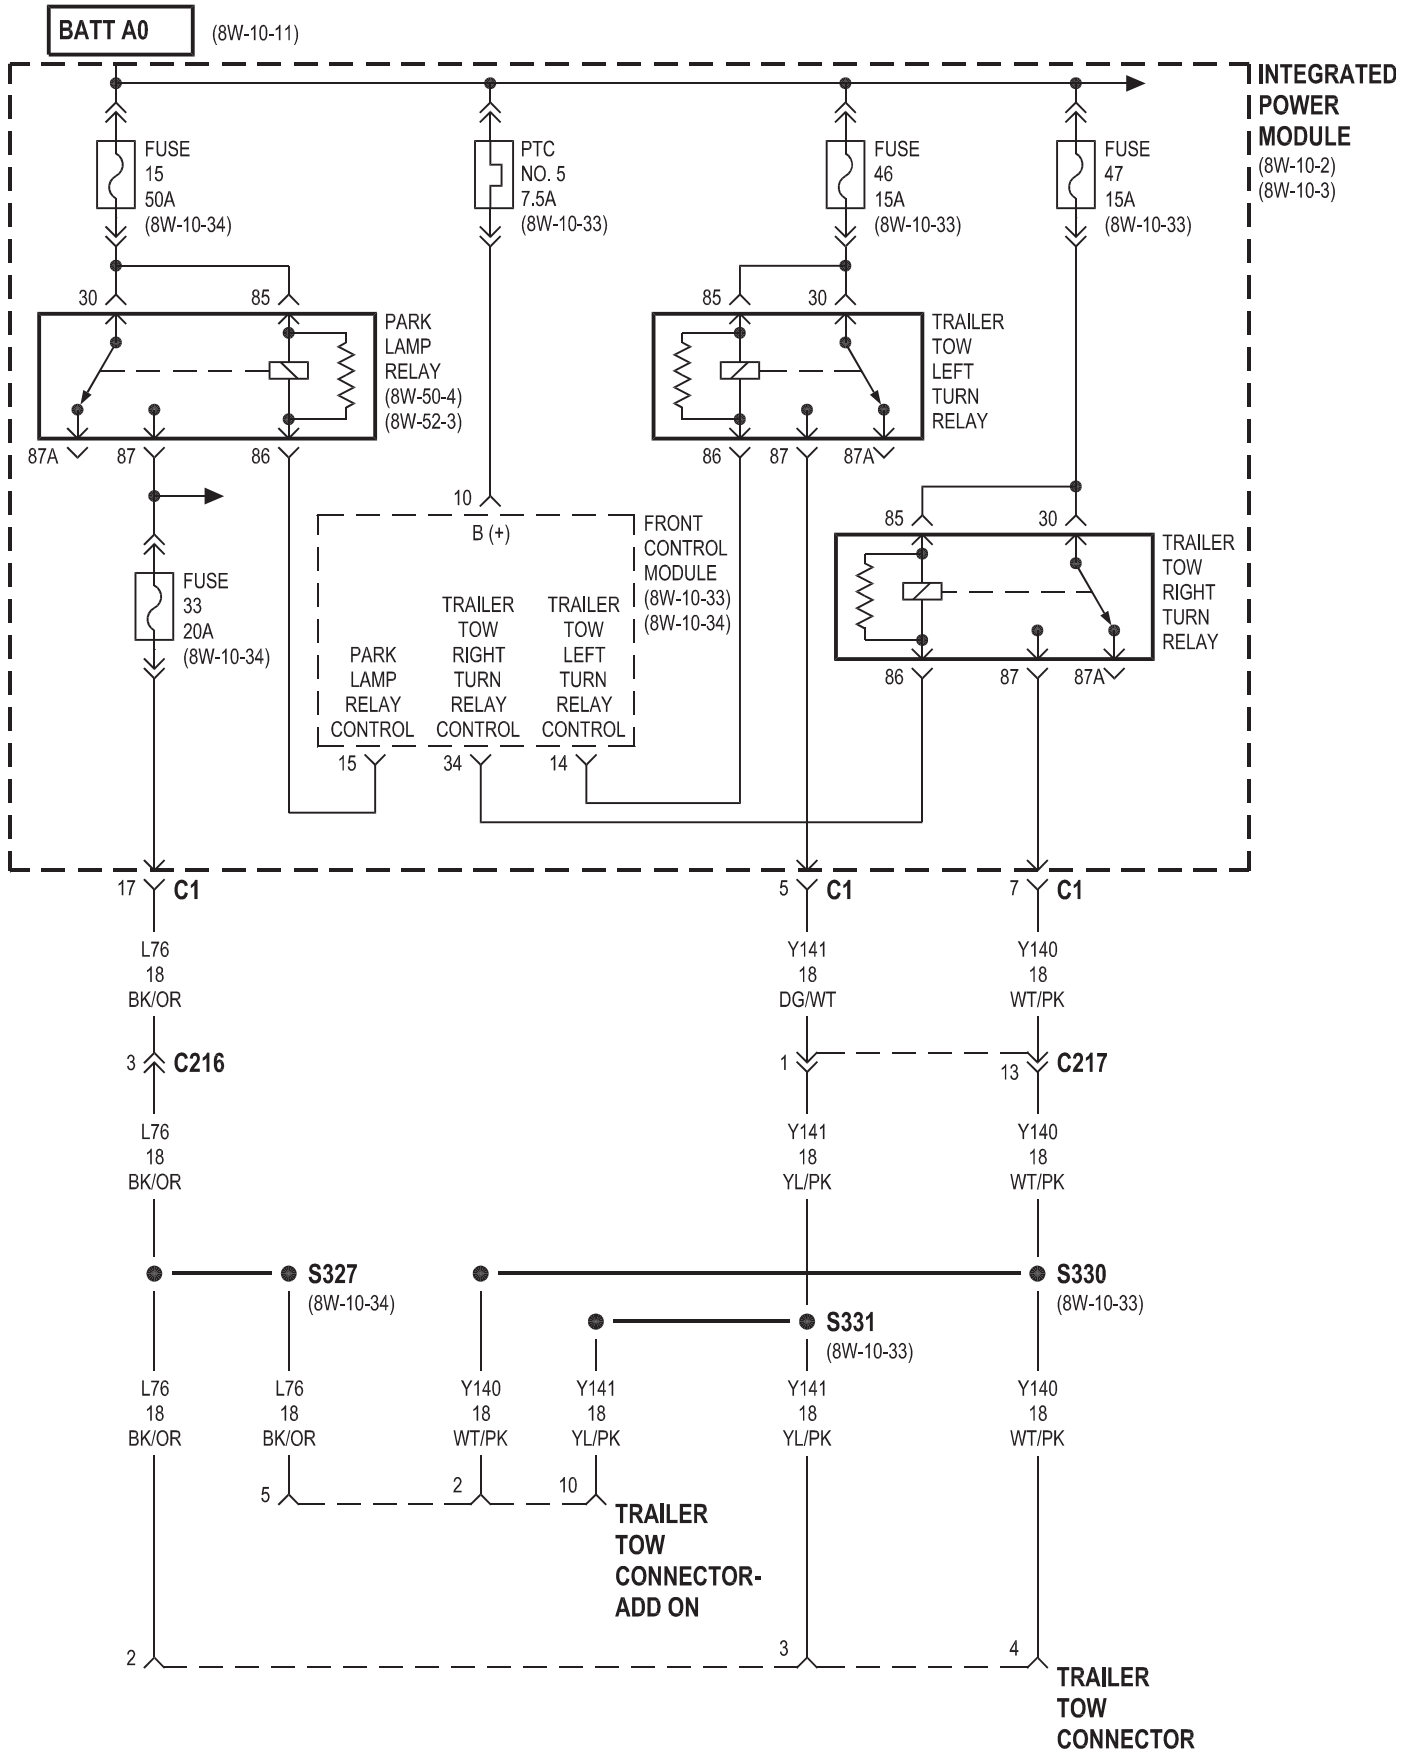 BATT A0
(8W-10-11)
INTEGRATED
POWER
MODULE
(8W-10-2)
(8W-10-3)
FUSE
15
50A
(8W-10-34)
PTC
NO. 5
7.5A
(8W-10-33)
FUSE
46
15A
(8W-10-33)
FUSE
47
15A
(8W-10-33)
30
85
PARK
LAMP
RELAY
(8W-50-4)
(8W-52-3)
87A
87
86
85
30
TRAILER
TOW
LEFT
TURN
RELAY
86
87
87A
FUSE
33
20A
(8W-10-34)
10
B (+)
FRONT
CONTROL
MODULE
(8W-10-33)
(8W-10-34)
PARK
LAMP
RELAY
CONTROL
TRAILER
TOW
RIGHT
TURN
RELAY
CONTROL
TRAILER
TOW
LEFT
TURN
RELAY
CONTROL
15
34
14
85
30
TRAILER
TOW
RIGHT
TURN
RELAY
86
87
87A
17
C1
5
C1
7
C1
L76
18
BK/OR
Y141
18
DG/WT
Y140
18
WT/PK
3
C216
1
13
C217
L76
18
BK/OR
Y141
18
YL/PK
Y140
18
WT/PK
S327
(8W-10-34)
S330
(8W-10-33)
S331
(8W-10-33)
L76
18
BK/OR
L76
18
BK/OR
Y140
18
WT/PK
Y141
18
YL/PK
Y141
18
YL/PK
Y140
18
WT/PK
5
2
10
TRAILER
TOW
CONNECTOR-
ADD ON
2
3
4
TRAILER
TOW
CONNECTOR